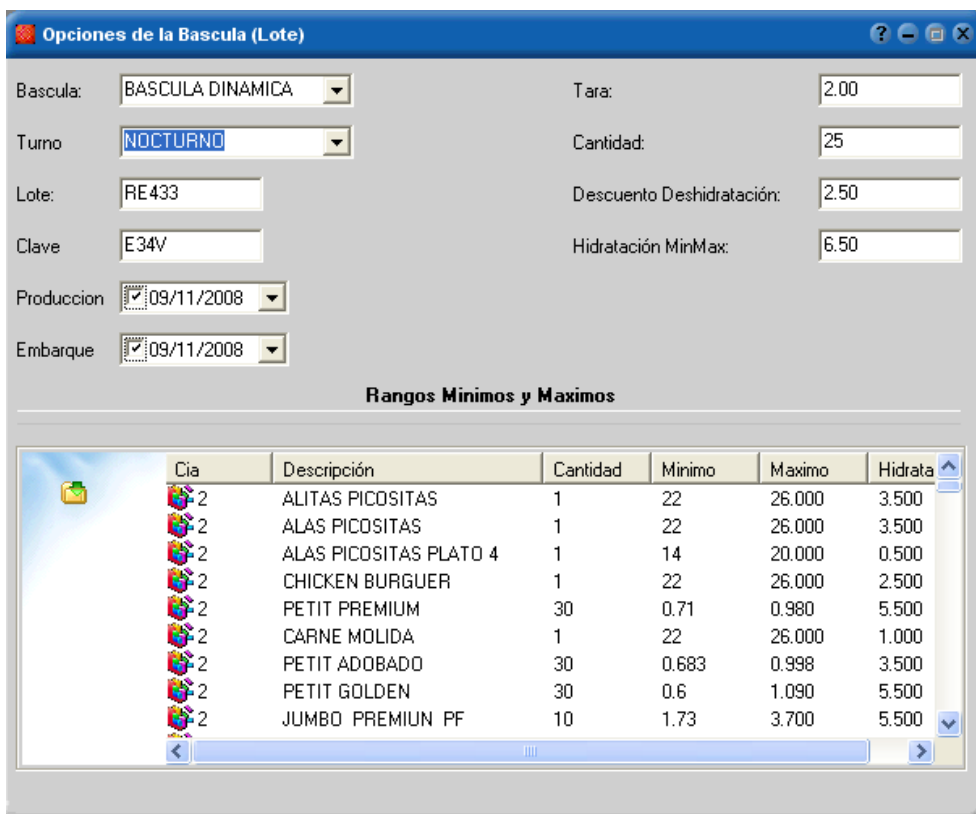 Opciones de la Bascula (Lote)
Bascula: BASCULA DINAMICA Tara: 2.00
Turno NOCTURNO Cantidad: 25
Lote: RE433 Descuento Deshidratación: 2.50
Clave E34V Hidratación MinMax: 6.50
Produccion 09/11/2008
Embarque 09/11/2008
Rangos Minimos y Maximos
Cia Descripción Cantidad Minimo Maximo Hidrata
2 ALITAS PICOSITAS 1 22 26.000 3.500
2 ALAS PICOSITAS 1 22 26.000 3.500
2 ALAS PICOSITAS PLATO 4 1 14 20.000 0.500
2 CHICKEN BURGUER 1 22 26.000 2.500
2 PETIT PREMIUM 30 0.71 0.980 5.500
2 CARNE MOLIDA 1 22 26.000 1.000
2 PETIT ADOBADO 30 0.683 0.998 3.500
2 PETIT GOLDEN 30 0.6 1.090 5.500
2 JUMBO PREMIUN PF 10 1.73 3.700 5.500